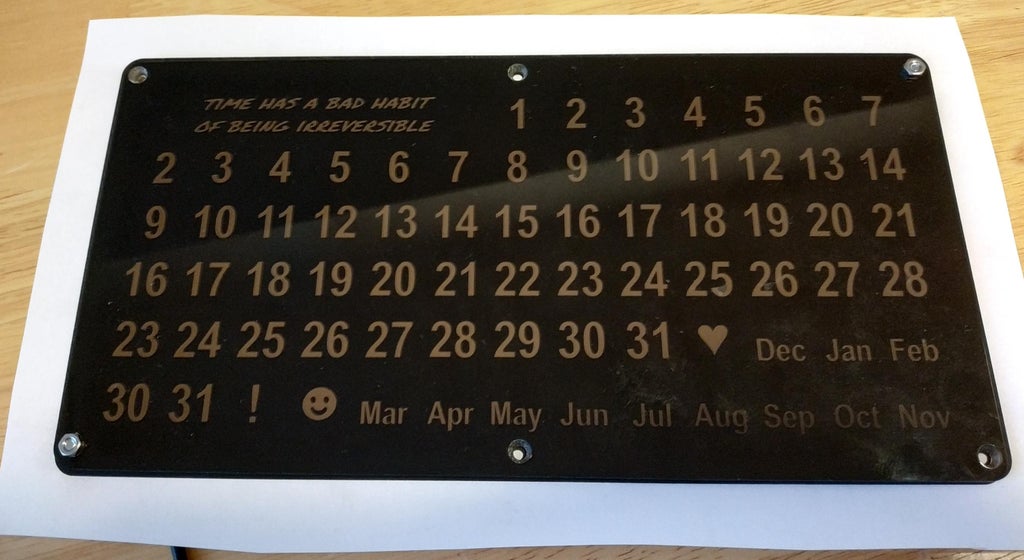 TIME HAS A BAD HABIT
OF BEING IRREVERSIBLE
1 2 3 4 5 6 7
2 3 4 5 6 7 8 9 10 11 12 13 14
9 10 11 12 13 14 15 16 17 18 19 20 21
16 17 18 19 20 21 22 23 24 25 26 27 28
23 24 25 26 27 28 29 30 31 ♥ Dec Jan Feb
30 31 ! ☻ Mar Apr May Jun Jul Aug Sep Oct Nov